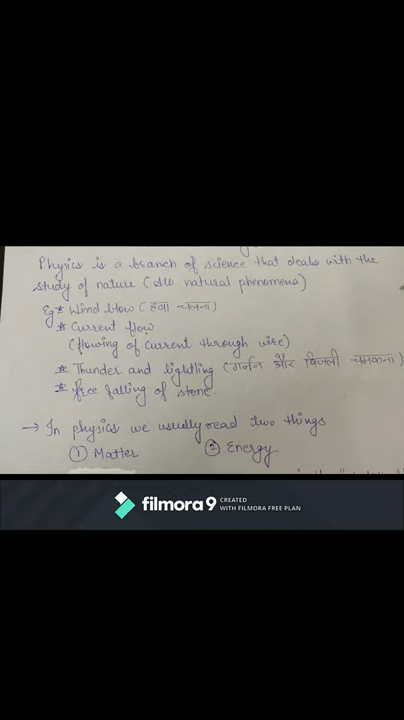 Physics is a branch of science that deals with the
study of nature (All natural phenomena)
Eg * Wind blow (हवा चलना)
* Current flow
(flowing of current through wire)
* Thunder and lightling (गर्जन और बिजली चमकना)
* free falling of stone.
→ In physics we usually read two things
① Matter ② Energy
filmora9 CREATED
WITH FILMORA FREE PLAN